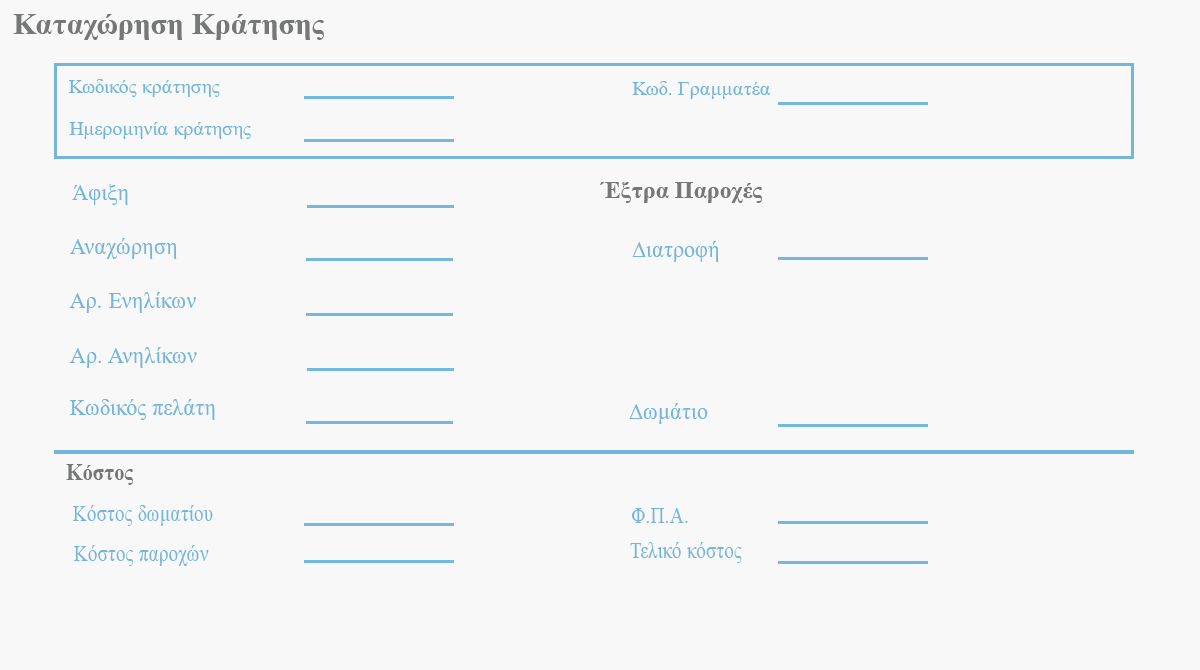 Καταχώρηση Κράτησης
Κωδικός κράτησης
Κωδ. Γραμματέα
Ημερομηνία κράτησης
Άφιξη
Έξτρα Παροχές
Αναχώρηση
Διατροφή
Αρ. Ενηλίκων
Αρ. Ανηλίκων
Κωδικός πελάτη
Δωμάτιο
Κόστος
Κόστος δωματίου
Φ.Π.Α.
Κόστος παροχών
Τελικό κόστος